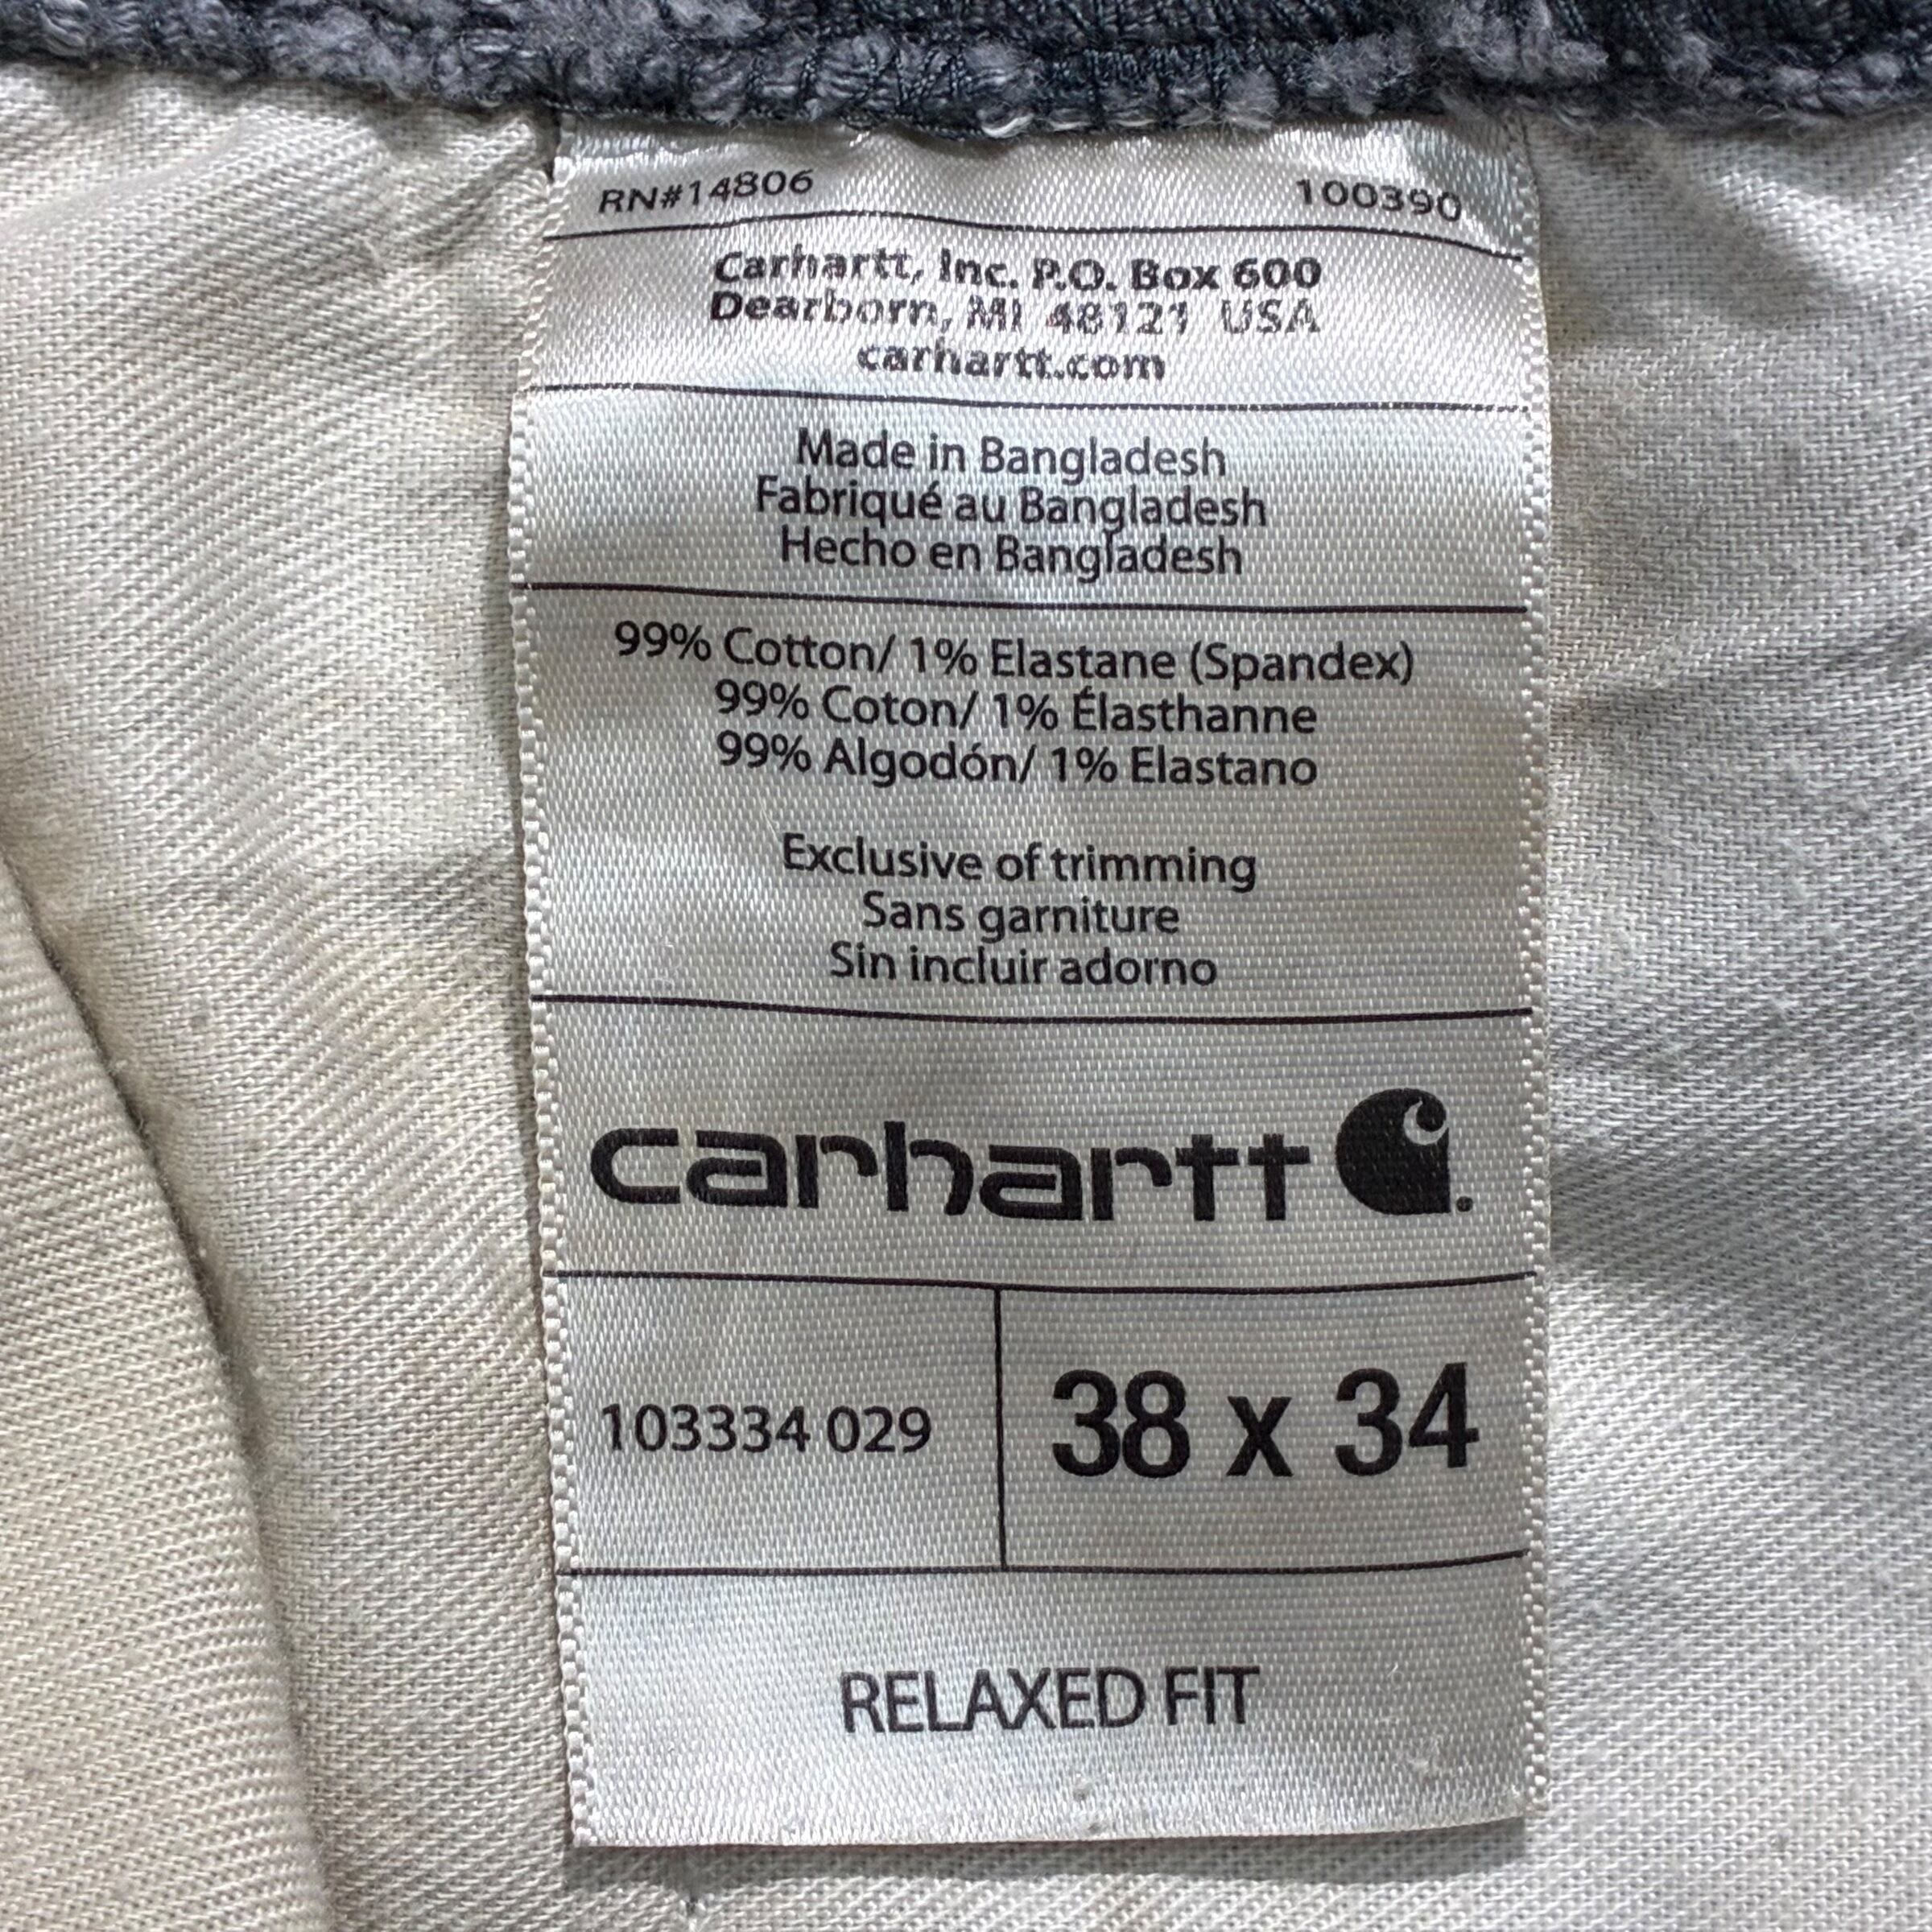 RN#14806 100390
Carhartt, Inc. P.O. Box 600
Dearborn, MI 48121 USA
carhartt.com
Made in Bangladesh
Fabriqué au Bangladesh
Hecho en Bangladesh
99% Cotton/ 1% Elastane (Spandex)
99% Coton/ 1% Élasthanne
99% Algodón/ 1% Elastano
Exclusive of trimming
Sans garniture
Sin incluir adorno
carhartt
103334 029 38 x 34
RELAXED FIT